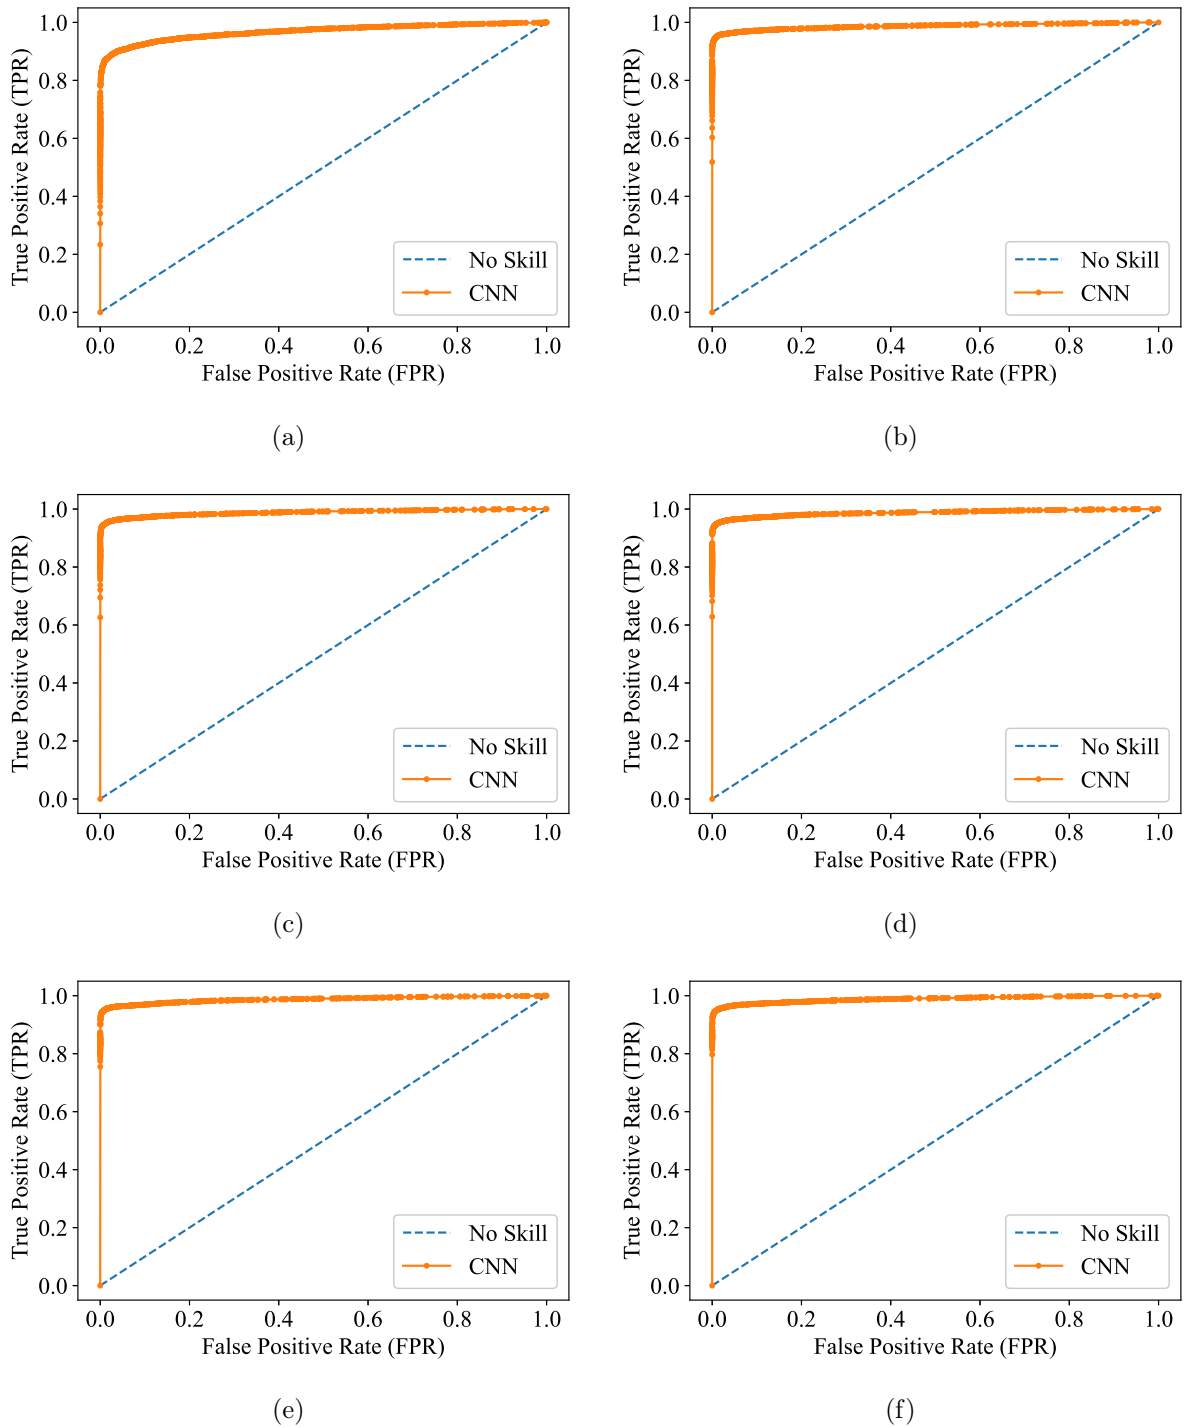 1.0
0.8
0.6
0.4
0.2
0.0
True Positive Rate (TPR)
No Skill
CNN
0.0 0.2 0.4 0.6 0.8 1.0
False Positive Rate (FPR)
(a)
1.0
0.8
0.6
0.4
0.2
0.0
True Positive Rate (TPR)
No Skill
CNN
0.0 0.2 0.4 0.6 0.8 1.0
False Positive Rate (FPR)
(b)
1.0
0.8
0.6
0.4
0.2
0.0
True Positive Rate (TPR)
No Skill
CNN
0.0 0.2 0.4 0.6 0.8 1.0
False Positive Rate (FPR)
(c)
1.0
0.8
0.6
0.4
0.2
0.0
True Positive Rate (TPR)
No Skill
CNN
0.0 0.2 0.4 0.6 0.8 1.0
False Positive Rate (FPR)
(d)
1.0
0.8
0.6
0.4
0.2
0.0
True Positive Rate (TPR)
No Skill
CNN
0.0 0.2 0.4 0.6 0.8 1.0
False Positive Rate (FPR)
(e)
1.0
0.8
0.6
0.4
0.2
0.0
True Positive Rate (TPR)
No Skill
CNN
0.0 0.2 0.4 0.6 0.8 1.0
False Positive Rate (FPR)
(f)